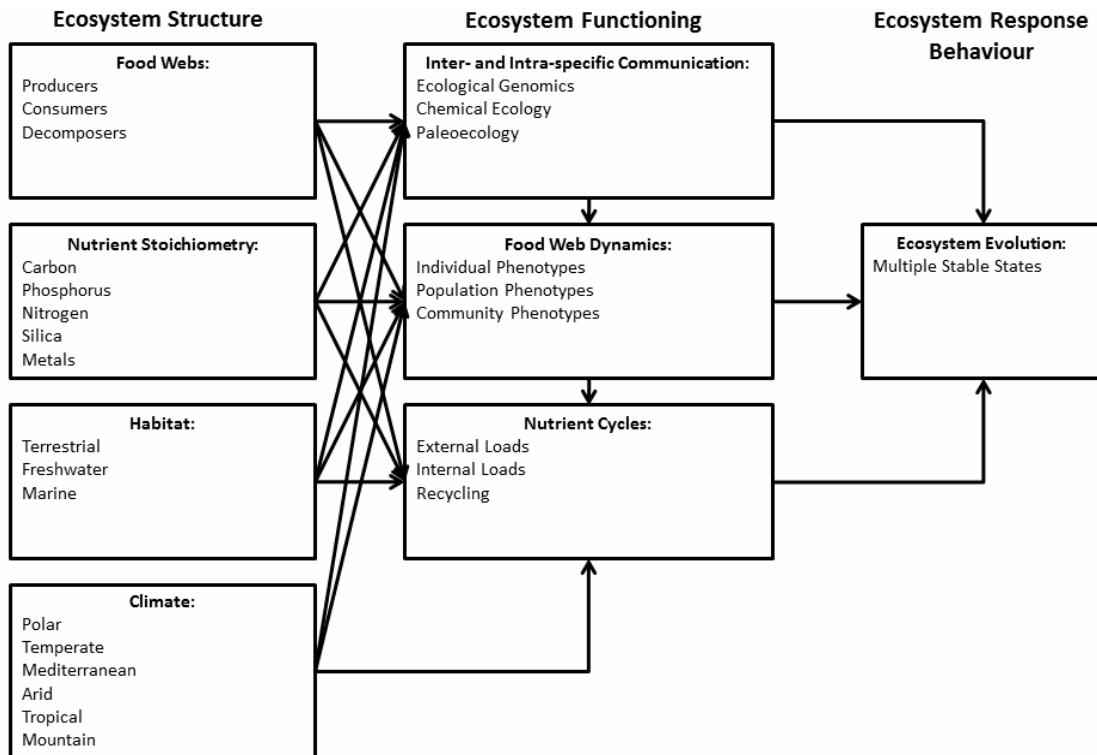 Ecosystem Structure
Food Webs:
Producers
Consumers
Decomposers
Nutrient Stoichiometry:
Carbon
Phosphorus
Nitrogen
Silica
Metals
Habitat:
Terrestrial
Freshwater
Marine
Climate:
Polar
Temperate
Mediterranean
Arid
Tropical
Mountain
Ecosystem Functioning
Inter- and Intra-specific Communication:
Ecological Genomics
Chemical Ecology
Paleoecology
Food Web Dynamics:
Individual Phenotypes
Population Phenotypes
Community Phenotypes
Nutrient Cycles:
External Loads
Internal Loads
Recycling
Ecosystem Response
Behaviour
Ecosystem Evolution:
Multiple Stable States